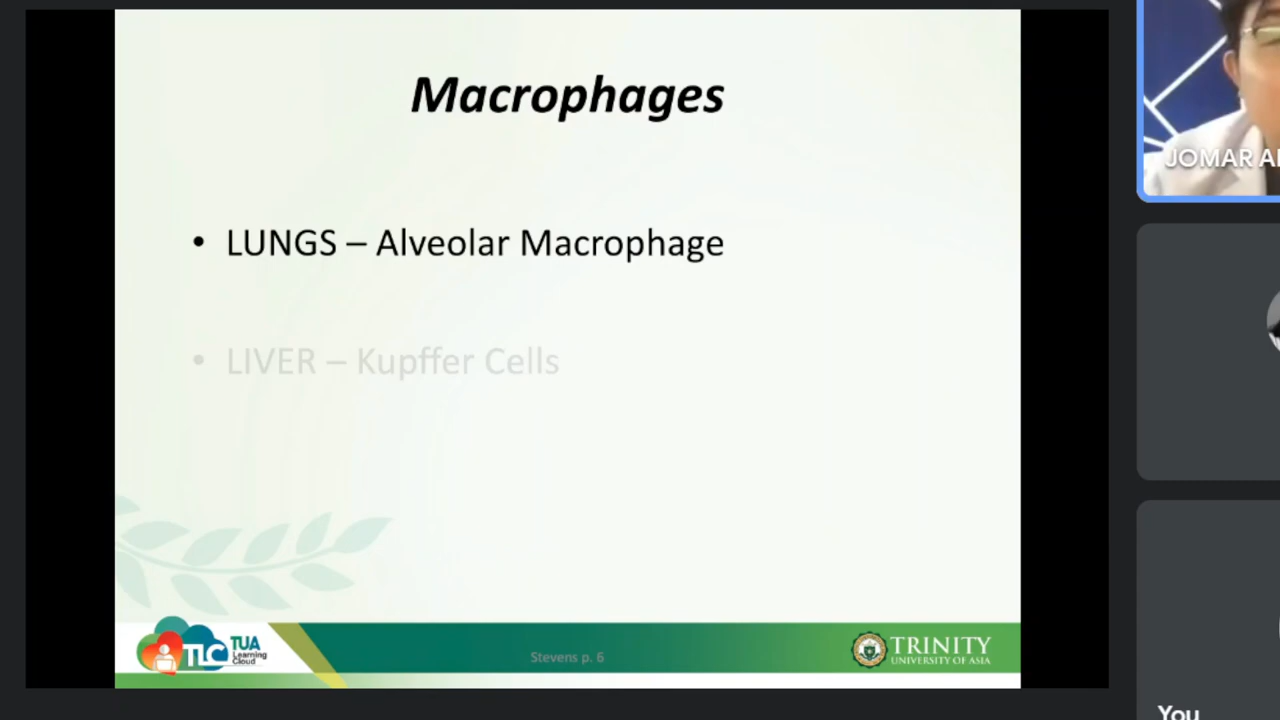 Macrophages
• LUNGS – Alveolar Macrophage
• LIVER – Kupffer Cells
JOMAR
TLC TUA
Learning
Cloud
Stevens p. 6
TRINITY
UNIVERSITY OF ASIA
You